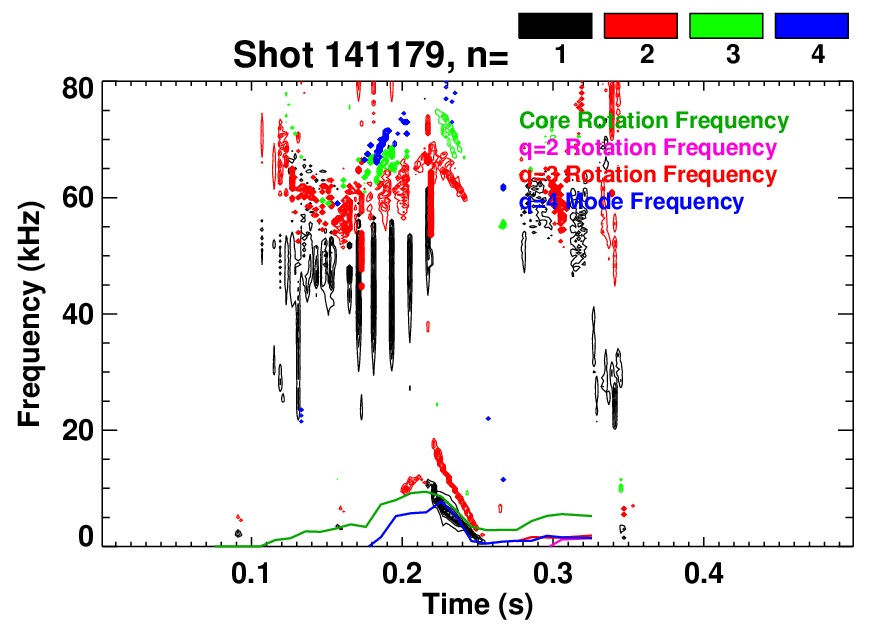 Shot 141179, n=
1 2 3 4
Core Rotation Frequency
q=2 Rotation Frequency
q=3 Rotation Frequency
q=4 Mode Frequency
Frequency (kHz)
80
60
40
20
0
0.1 0.2 0.3 0.4
Time (s)